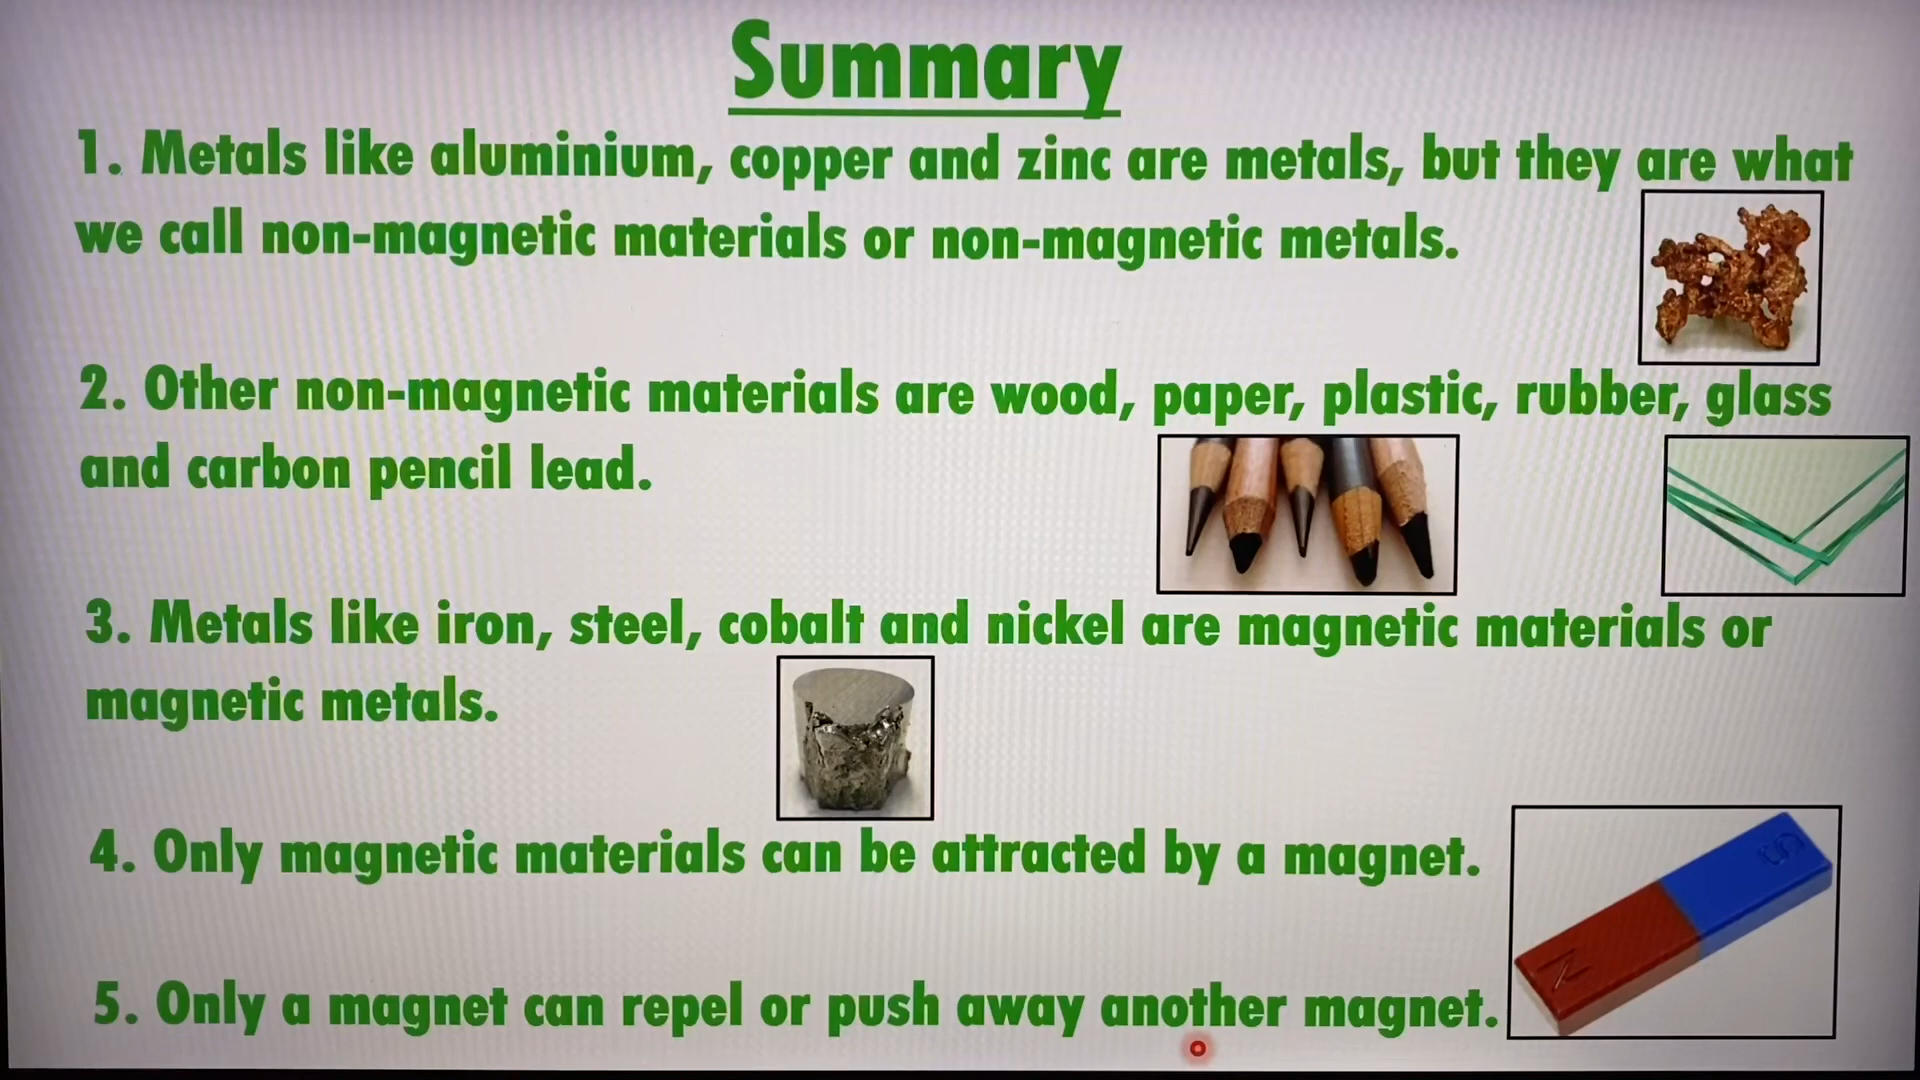 Summary
1. Metals like aluminium, copper and zinc are metals, but they are what
we call non-magnetic materials or non-magnetic metals.
2. Other non-magnetic materials are wood, paper, plastic, rubber, glass
and carbon pencil lead.
3. Metals like iron, steel, cobalt and nickel are magnetic materials or
magnetic metals.
4. Only magnetic materials can be attracted by a magnet.
S
N
5. Only a magnet can repel or push away another magnet.